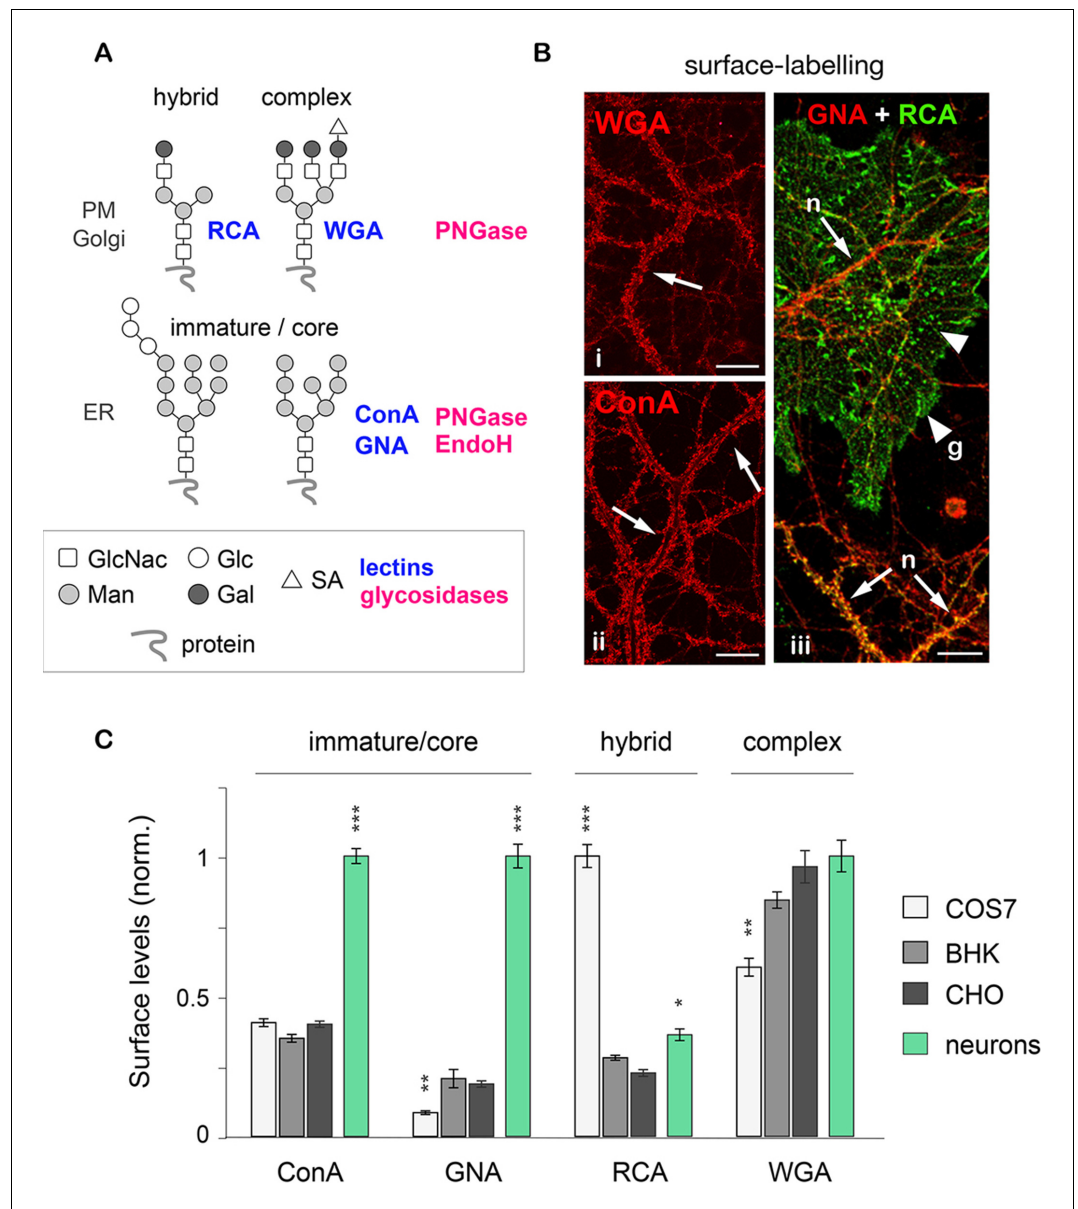 A
hybrid complex
PM
Golgi
RCA WGA PNGase
immature / core
ER
ConA PNGase
GNA EndoH
GlcNac Glc SA lectins
Man Gal glycosidases
protein
B
surface-labelling
WGA
i
ConA
ii
GNA + RCA
n
g
n
iii
C
immature/core hybrid complex
Surface levels (norm.)
1
0.5
0
*** *** *** **
** *
ConA GNA RCA WGA
COS7
BHK
CHO
neurons